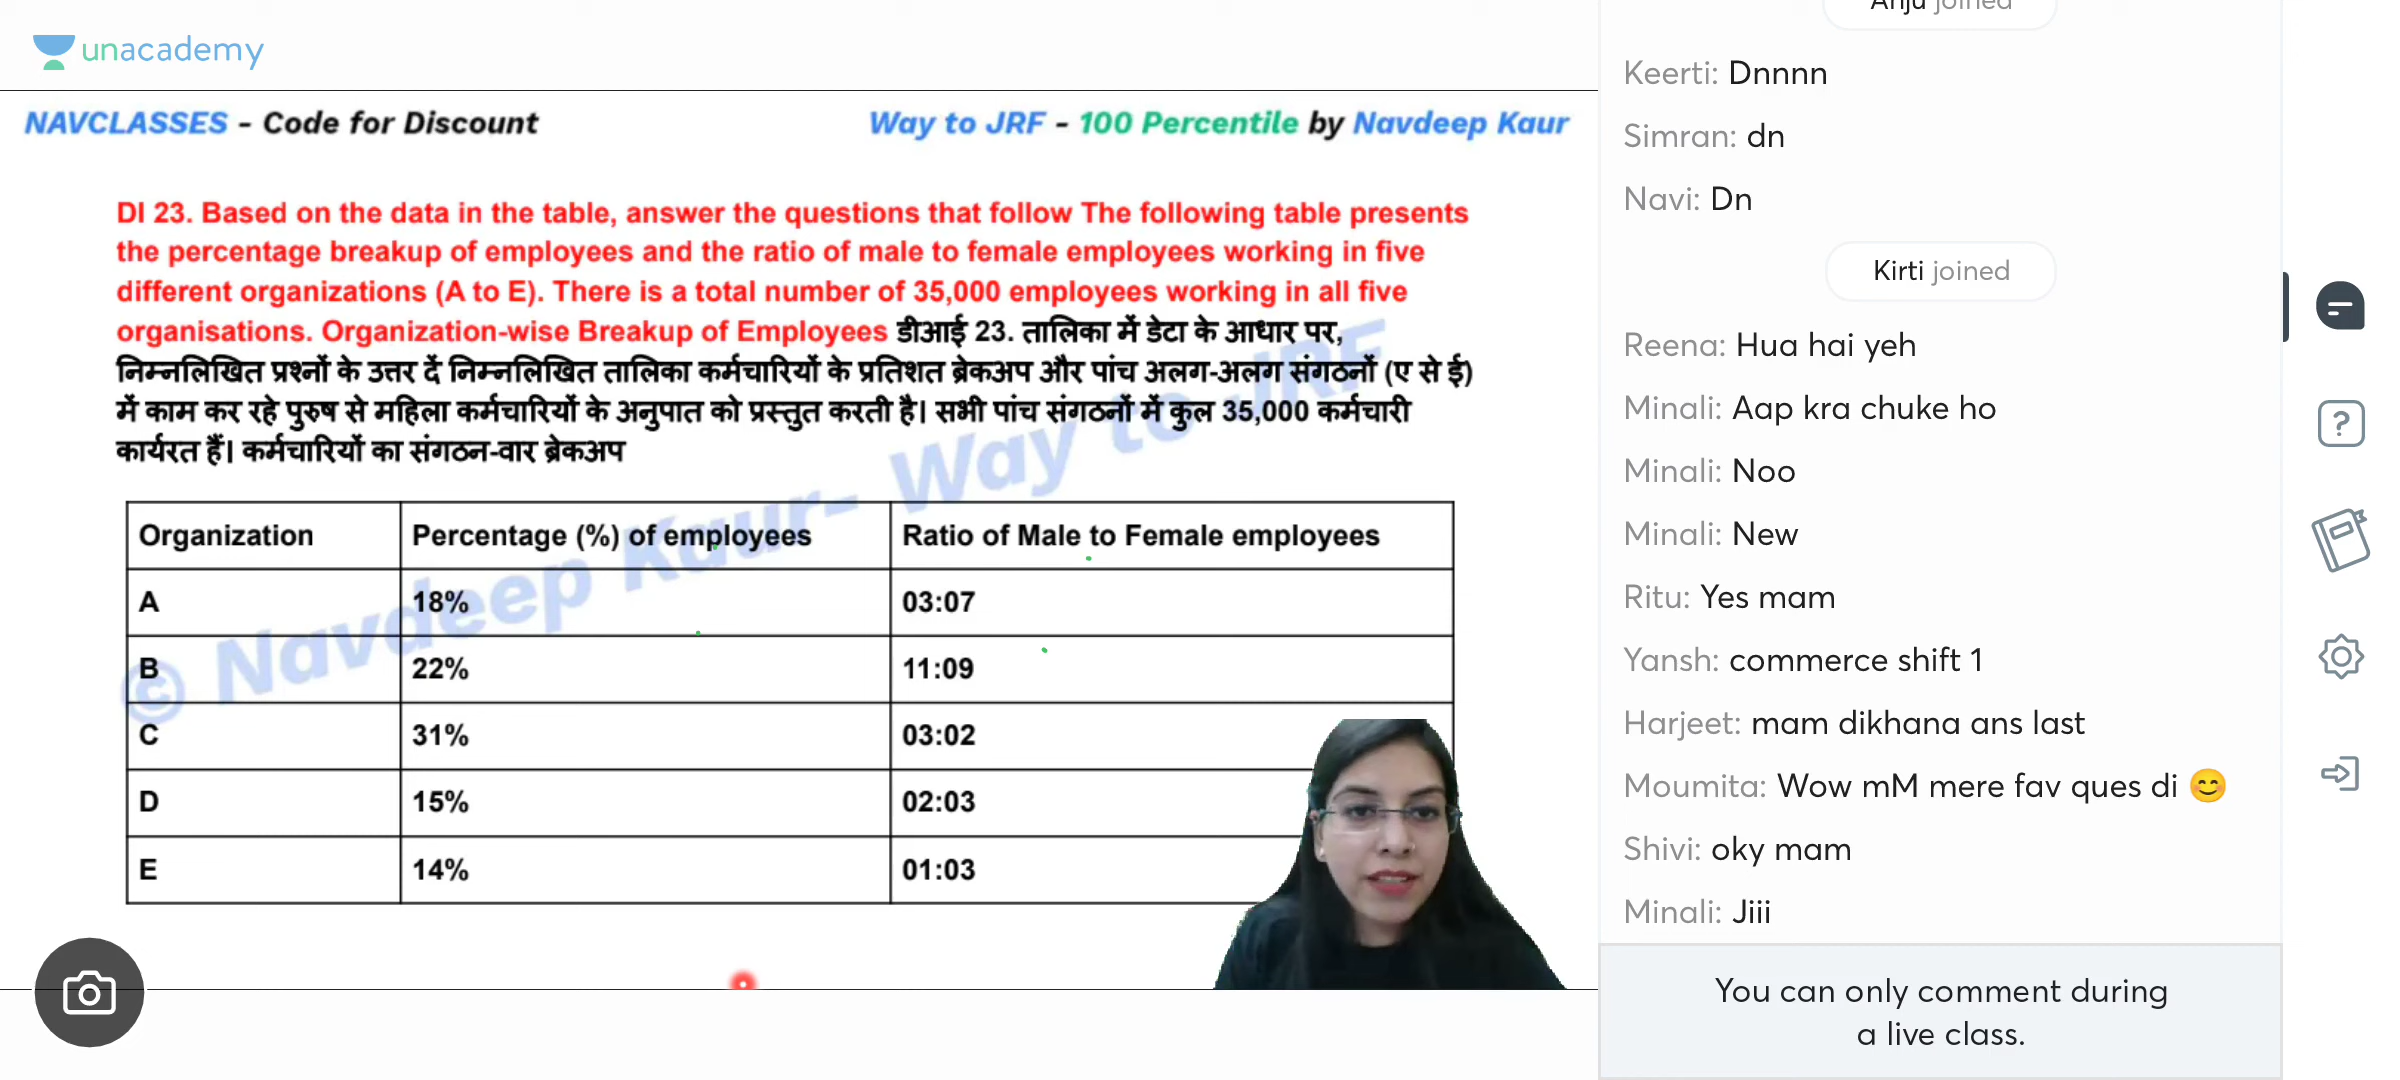 unacademy
NAVCLASSES - Code for Discount
Way to JRF - 100 Percentile by Navdeep Kaur
DI 23. Based on the data in the table, answer the questions that follow The following table presents
the percentage breakup of employees and the ratio of male to female employees working in five
different organizations (A to E). There is a total number of 35,000 employees working in all five
organisations. Organization-wise Breakup of Employees डीआई 23. तालिका में डेटा के आधार पर,
निम्नलिखित प्रश्नों के उत्तर दें निम्नलिखित तालिका कर्मचारियों के प्रतिशत ब्रेकअप और पांच अलग-अलग संगठनों (ए से ई)
में काम कर रहे पुरुष से महिला कर्मचारियों के अनुपात को प्रस्तुत करती है। सभी पांच संगठनों में कुल 35,000 कर्मचारी
कार्यरत हैं। कर्मचारियों का संगठन-वार ब्रेकअप
© Navdeep Kaur- Way to JRF
Organization Percentage (%) of employees Ratio of Male to Female employees
A 18% 03:07
B 22% 11:09
C 31% 03:02
D 15% 02:03
E 14% 01:03
Anju joined
Keerti: Dnnnn
Simran: dn
Navi: Dn
Kirti joined
Reena: Hua hai yeh
Minali: Aap kra chuke ho
Minali: Noo
Minali: New
Ritu: Yes mam
Yansh: commerce shift 1
Harjeet: mam dikhana ans last
Moumita: Wow mM mere fav ques di 😊
Shivi: oky mam
Minali: Jiii
You can only comment during
a live class.